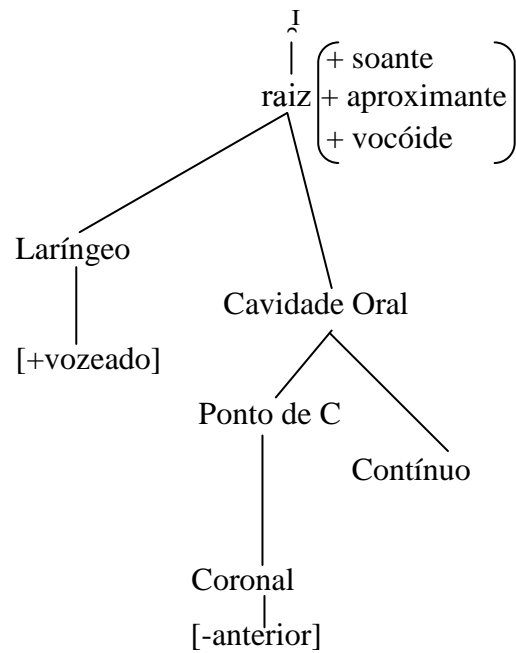 ɪ̯
+ soante
raiz + aproximante
+ vocóide
Laríngeo
Cavidade Oral
[+vozeado]
Ponto de C
Contínuo
Coronal
[-anterior]